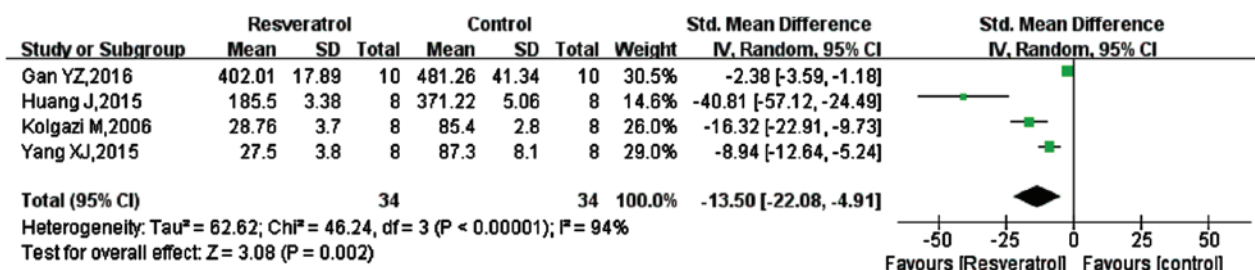 Resveratrol Control Std. Mean Difference Std. Mean Difference
Study or Subgroup Mean SD Total Mean SD Total Weight IV, Random, 95% CI IV, Random, 95% CI
Gan YZ,2016 402.01 17.89 10 481.26 41.34 10 30.5% -2.38 [-3.59, -1.18]
Huang J,2015 185.5 3.38 8 371.22 5.06 8 14.6% -40.81 [-57.12, -24.49]
Kolgazi M,2006 28.76 3.7 8 85.4 2.8 8 26.0% -16.32 [-22.91, -9.73]
Yang XJ,2015 27.5 3.8 8 87.3 8.1 8 29.0% -8.94 [-12.64, -5.24]
Total (95% CI) 34 34 100.0% -13.50 [-22.08, -4.91]
Heterogeneity: Tau² = 62.62; Chi² = 46.24, df = 3 (P < 0.00001); I² = 94%
Test for overall effect: Z = 3.08 (P = 0.002)
-50 -25 0 25 50
Favours [Resveratrol] Favours [control]